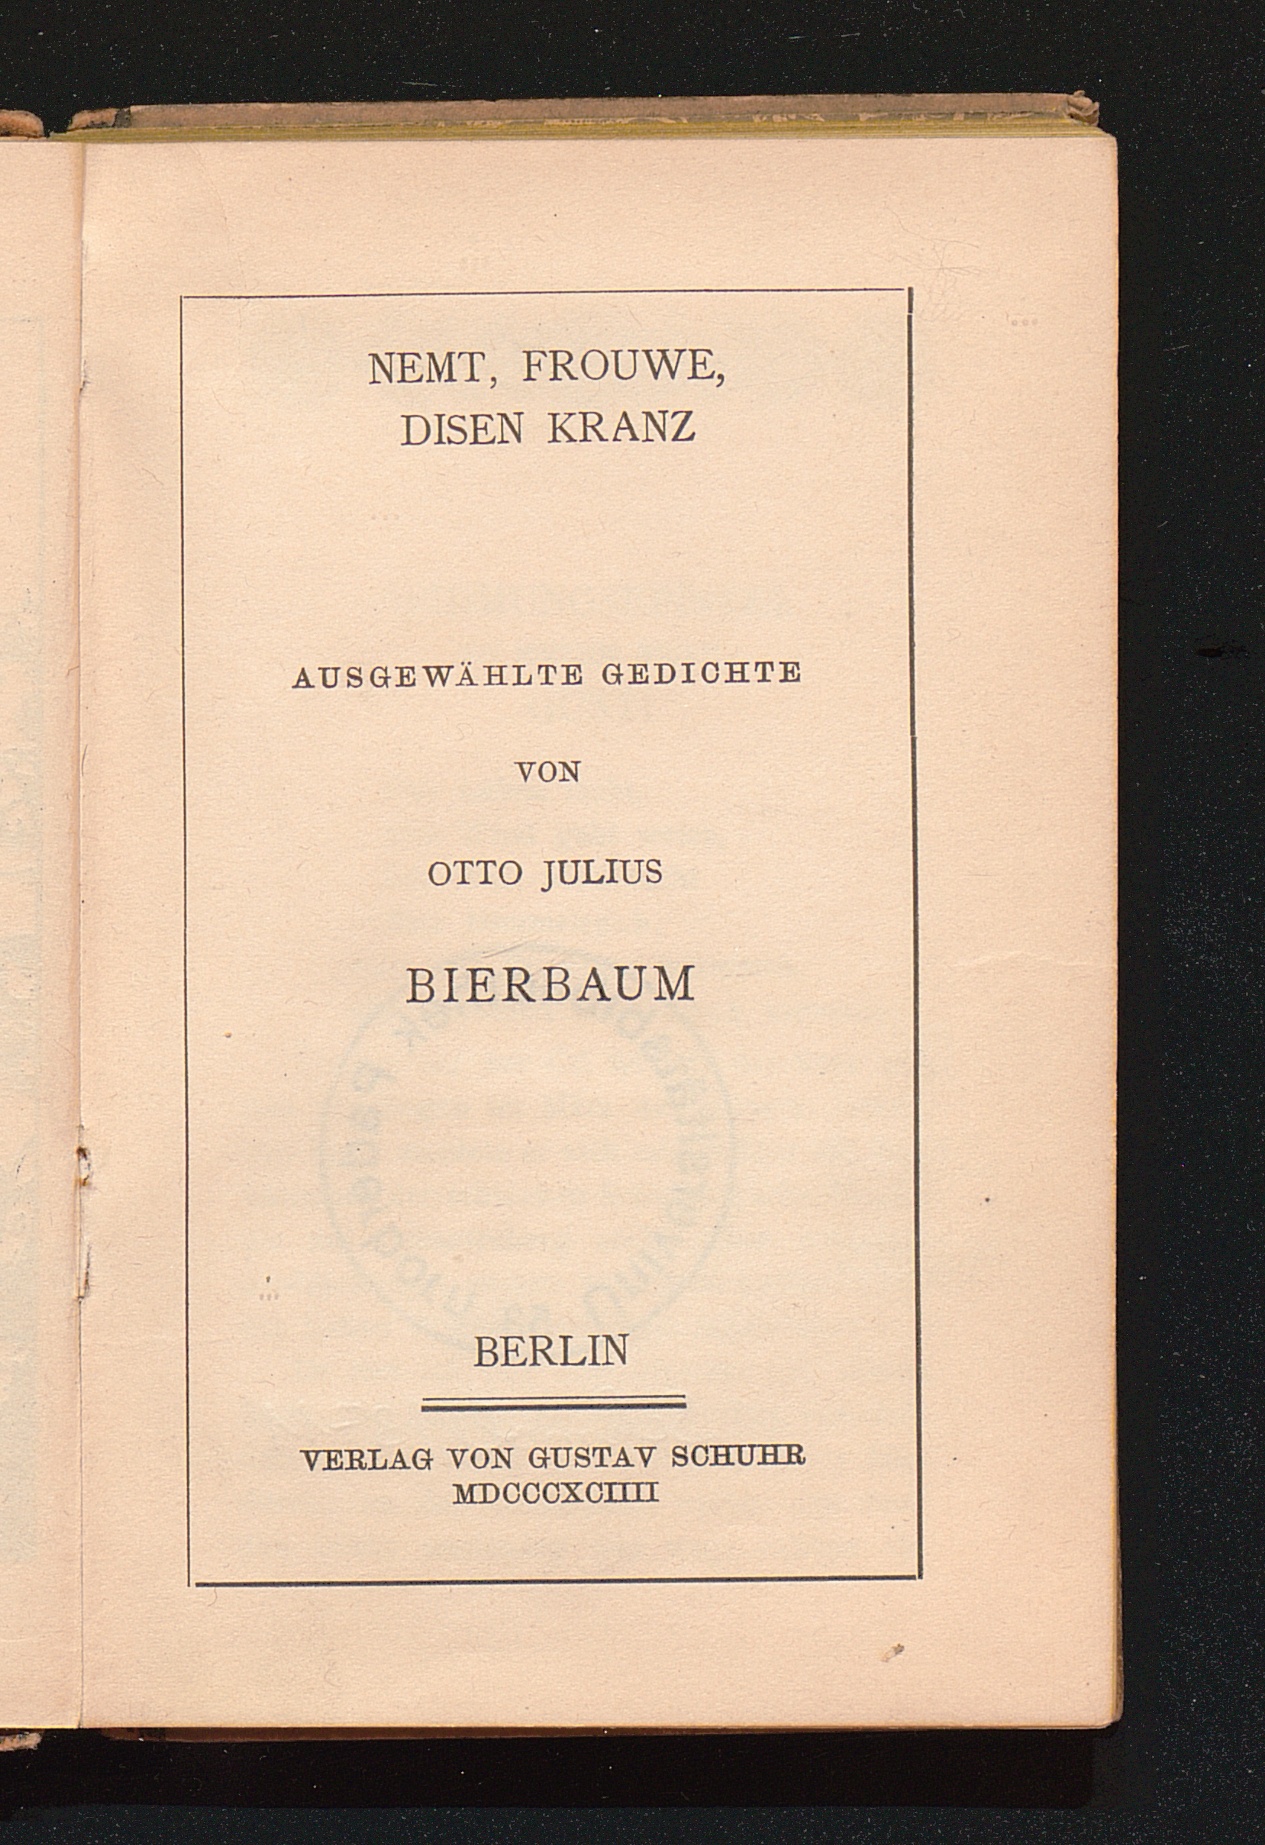 NEMT, FROUWE,
DISEN KRANZ
AUSGEWÄHLTE GEDICHTE
VON
OTTO JULIUS
BIERBAUM
BERLIN
VERLAG VON GUSTAV SCHUHR
MDCCCXCIIII